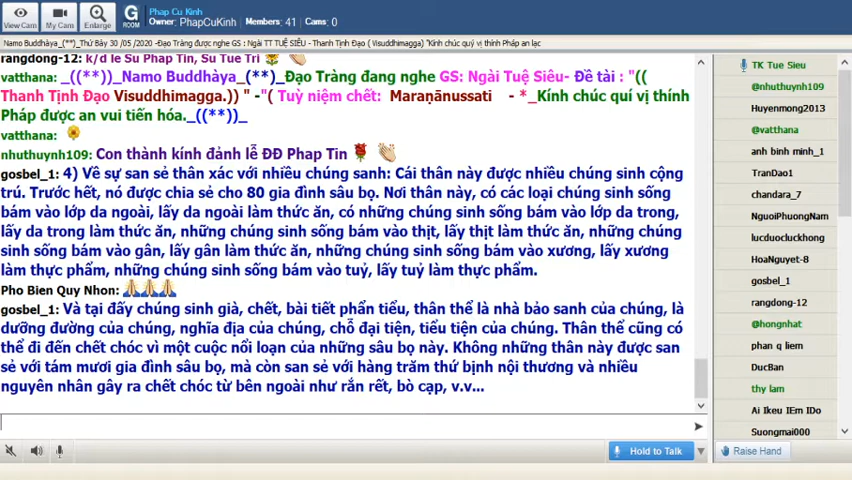 View Cam
My Cam
Enlarge
G
ROOM
Phap Cu Kinh
Owner: PhapCuKinh
Members: 41
Cams: 0
Namo Buddhàya_(**)_Thứ Bảy 30 /05 /2020 -Đạo Tràng được nghe GS : Ngài TT TUỆ SIÊU - Thanh Tịnh Đạo ( Visuddhimagga) "Kính chúc quý vị thính Pháp an lạc
rangdong-12: k/d le Su Phap Tin, Su Tue Tri
vatthana: _((**))_Namo Buddhàya_(**)_Đạo Tràng đang nghe GS: Ngài Tuệ Siêu- Đề tài : "((
Thanh Tịnh Đạo Visuddhimagga.)) " -"( Tuỳ niệm chết: Maraṇānussati - *_Kính chúc quí vị thính
Pháp được an vui tiến hóa._((**)_
vatthana:
nhuthuynh109: Con thành kính đảnh lễ ĐĐ Phap Tin
gosbel_1: 4) Về sự san sẻ thân xác với nhiều chúng sanh: Cái thân này được nhiều chúng sinh cộng
trú. Trước hết, nó được chia sẻ cho 80 gia đình sâu bọ. Nơi thân này, có các loại chúng sinh sống
bám vào lớp da ngoài, lấy da ngoài làm thức ăn, có những chúng sinh sống bám vào lớp da trong,
lấy da trong làm thức ăn, những chúng sinh sống bám vào thịt, lấy thịt làm thức ăn, những chúng
sinh sống bám vào gân, lấy gân làm thức ăn, những chúng sinh sống bám vào xương, lấy xương
làm thực phẩm, những chúng sinh sống bám vào tuỷ, lấy tuỷ làm thực phẩm.
Pho Bien Quy Nhon:
gosbel_1: Và tại đấy chúng sinh già, chết, bài tiết phẩn tiểu, thân thể là nhà bảo sanh của chúng, là
dưỡng đường của chúng, nghĩa địa của chúng, chỗ đại tiện, tiểu tiện của chúng. Thân thể cũng có
thể đi đến chết chóc vì một cuộc nổi loạn của những sâu bọ này. Không những thân này được san
sẻ với tám mươi gia đình sâu bọ, mà còn san sẻ với hàng trăm thứ bịnh nội thương và nhiều
nguyên nhân gây ra chết chóc từ bên ngoài như rắn rết, bò cạp, v.v...
Hold to Talk
TK Tue Sieu
@nhuthuynh109
Huyenmong2013
@vatthana
anh binh minh_1
TranDao1
chandara_7
NguoiPhuongNam
lucduocluckhong
HoaNguyet-8
gosbel_1
rangdong-12
@hongnhat
phan q liem
DucBan
thy lam
Ai Ikeu IEm IDo
Suongmai000
Raise Hand